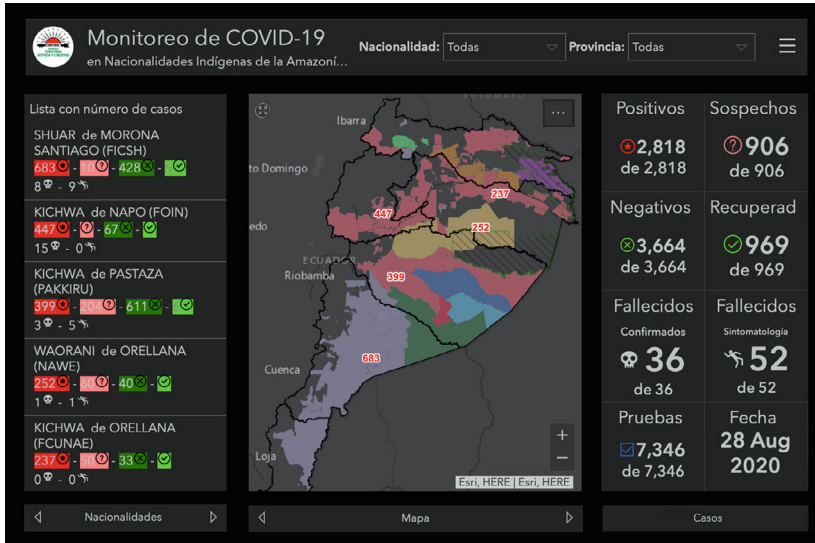 Monitoreo de COVID-19
en Nacionalidades Indígenas de la Amazoní...
Nacionalidad: Todas
Provincia: Todas
Lista con número de casos
SHUAR de MORONA
SANTIAGO (FICSH)
683 - 10 - 428 -
8 - 9
KICHWA de NAPO (FOIN)
447 - - 67 -
15 - 0
KICHWA de PASTAZA
(PAKKIRU)
399 - 204 - 611 -
3 - 5
WAORANI de ORELLANA
(NAWE)
252 - 60 - 40 -
1 - 1
KICHWA de ORELLANA
(FCUNAE)
237 - 50 - 33 -
0 - 0
Nacionalidades
PUTUMAYO
Ibarra
to Domingo
237
447
252
edo
ECUADOR
Riobamba
399
683
Cuenca
Loja
...
+
−
Esri, HERE | Esri, HERE
Mapa
Positivos
2,818
de 2,818
Sospechos
906
de 906
Negativos
3,664
de 3,664
Recuperad
969
de 969
Fallecidos
Confirmados
36
de 36
Fallecidos
Sintomatología
52
de 52
Pruebas
7,346
de 7,346
Fecha
28 Aug
2020
Casos